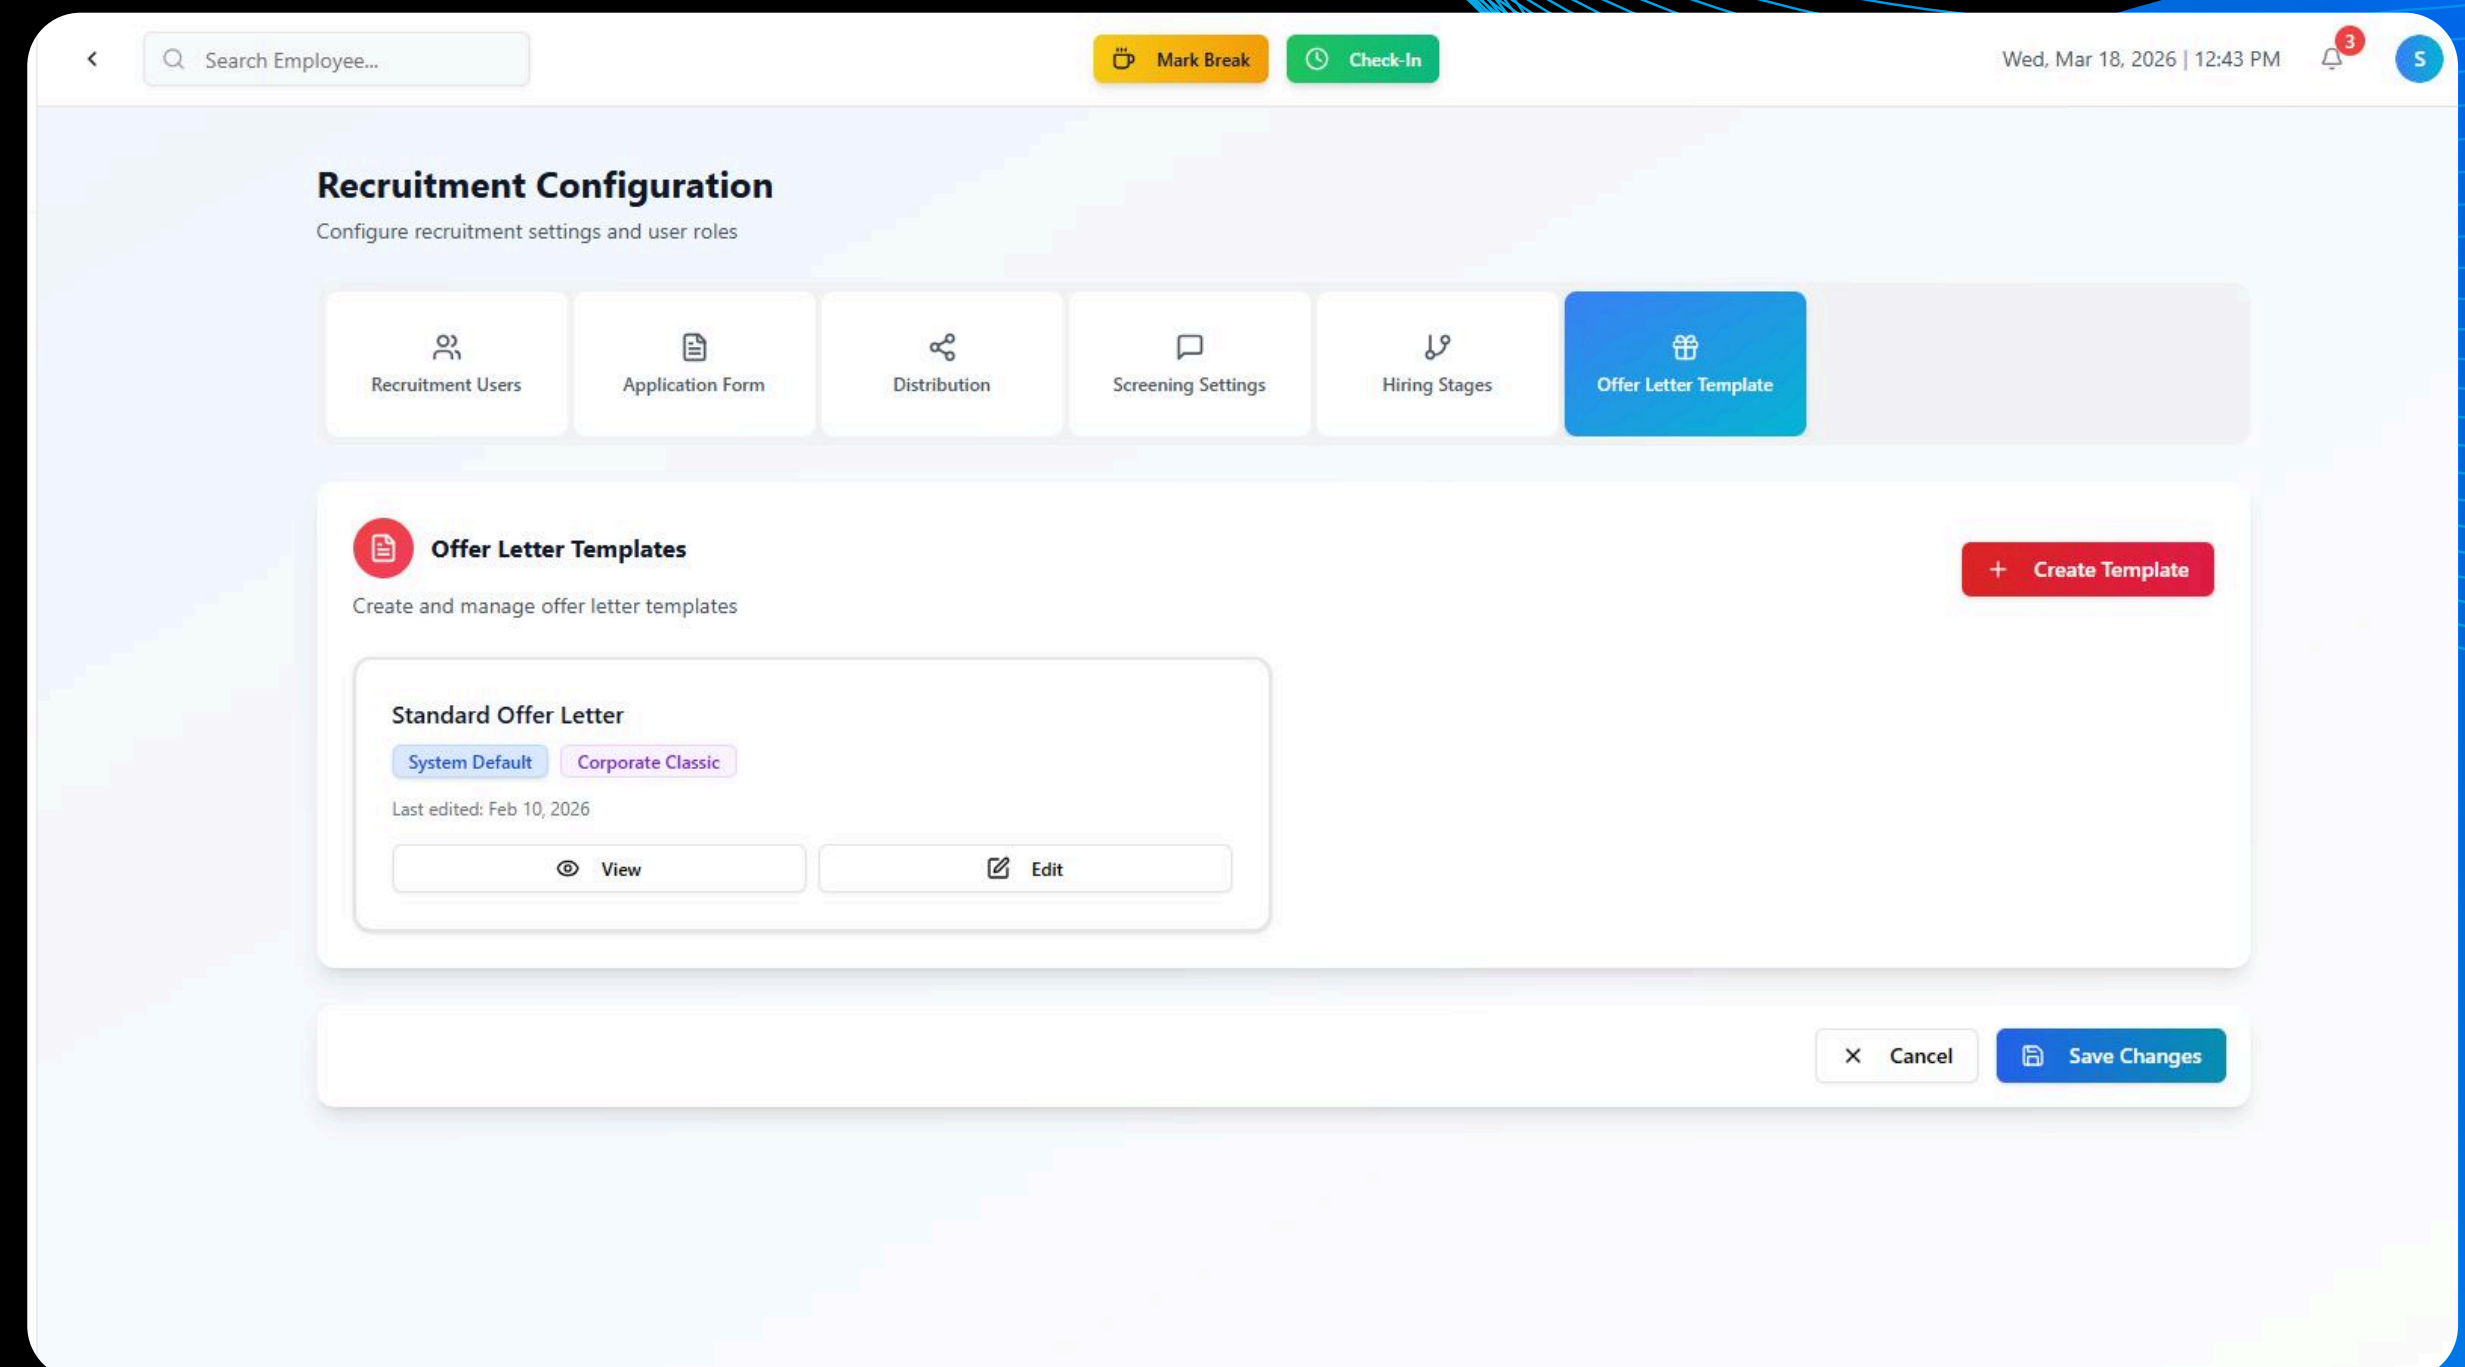 Search Employee...
Mark Break
Check-In
Wed, Mar 18, 2026 | 12:43 PM
3
S
Recruitment Configuration
Configure recruitment settings and user roles
Recruitment Users
Application Form
Distribution
Screening Settings
Hiring Stages
Offer Letter Template
Offer Letter Templates
Create Template
Create and manage offer letter templates
Standard Offer Letter
System Default
Corporate Classic
Last edited: Feb 10, 2026
View
Edit
Cancel
Save Changes